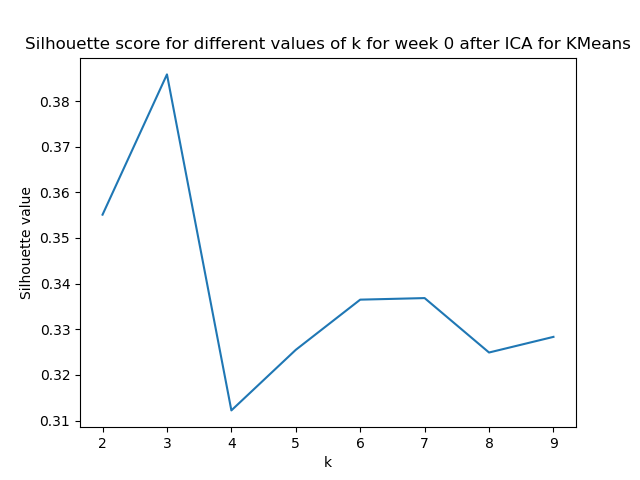 Silhouette score for different values of k for week 0 after ICA for KMeans
0.38
0.37
0.36
0.35
0.34
0.33
0.32
0.31
Silhouette value
2 3 4 5 6 7 8 9
k